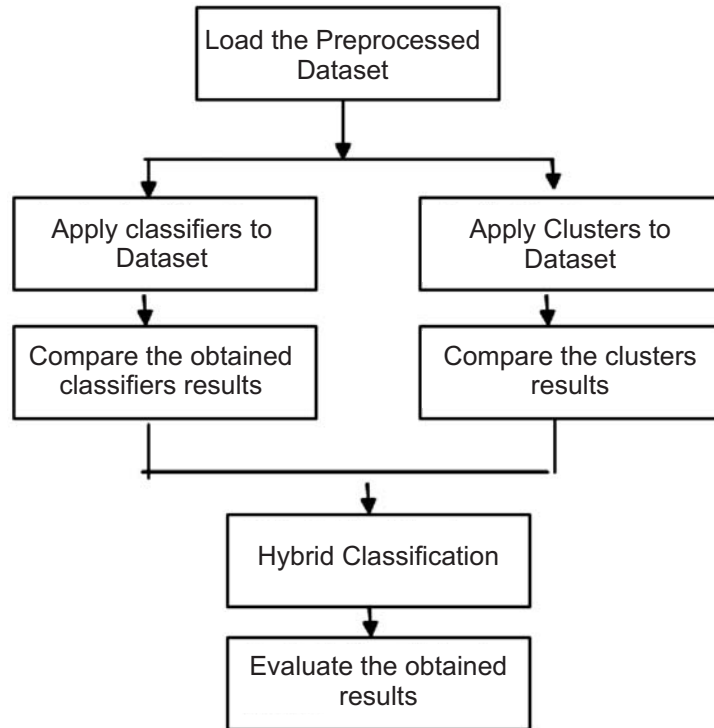 Load the Preprocessed
Dataset
Apply classifiers to
Dataset
Apply Clusters to
Dataset
Compare the obtained
classifiers results
Compare the clusters
results
Hybrid Classification
Evaluate the obtained
results